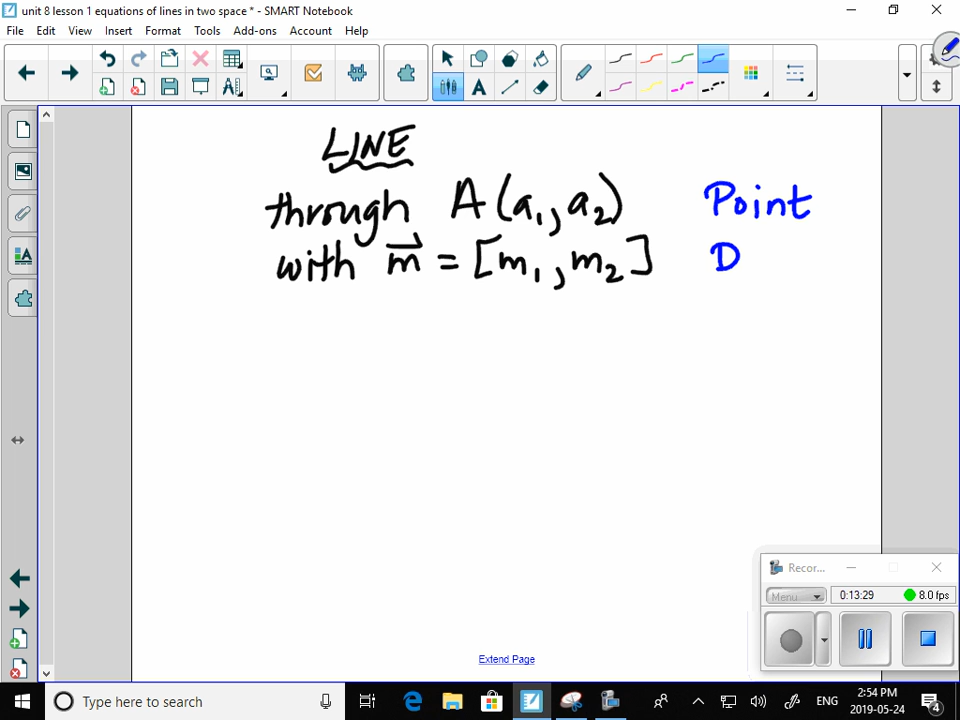 unit 8 lesson 1 equations of lines in two space * - SMART Notebook
File Edit View Insert Format Tools Add-ons Account Help
LINE
through A(a₁, a₂) Point
with m⃗ = [m₁, m₂] D
Recor...
Menu 0:13:29 8.0 fps
Extend Page
Type here to search
ENG
2:54 PM
2019-05-24
4